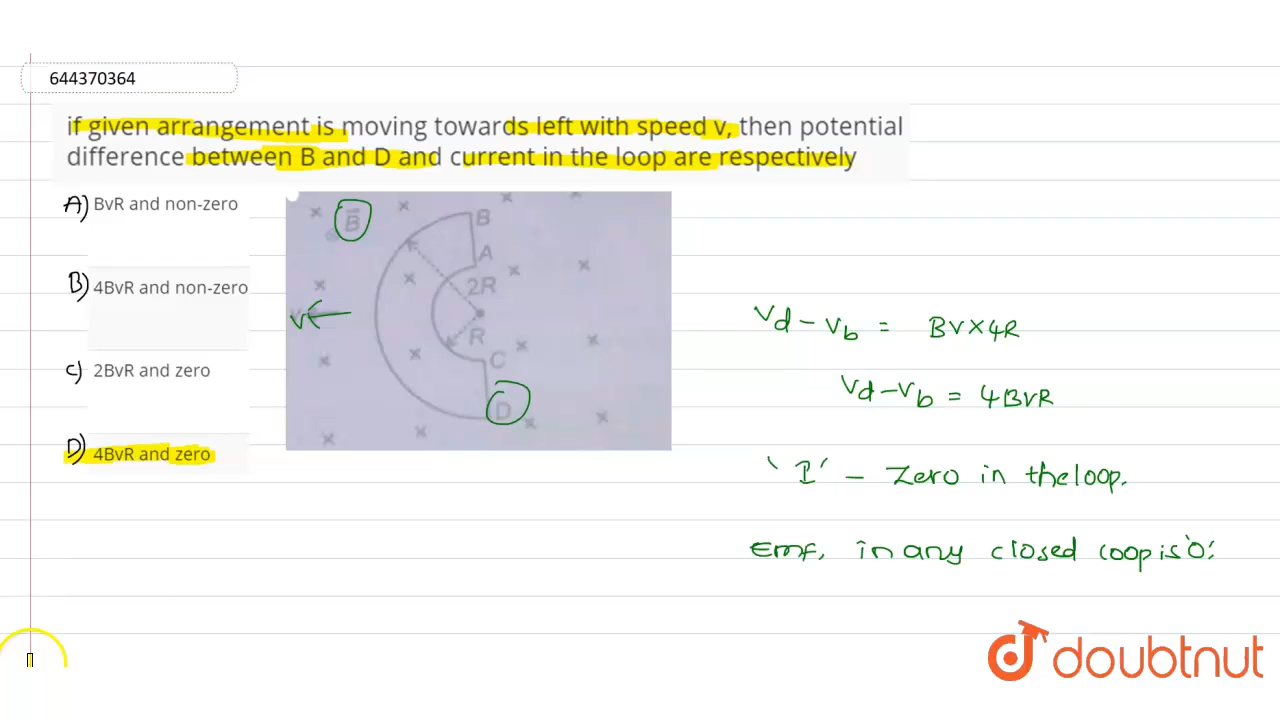 644370364
if given arrangement is moving towards left with speed v, then potential
difference between B and D and current in the loop are respectively
A) BvR and non-zero
B) 4BvR and non-zero
C) 2BvR and zero
D) 4BvR and zero
B
B
A
2R
V
R
C
D
Vd - Vb = BV×4R
Vd-Vb = 4BVR
'I' - Zero in the loop.
Emf, in any closed loop is '0'.
doubtnut